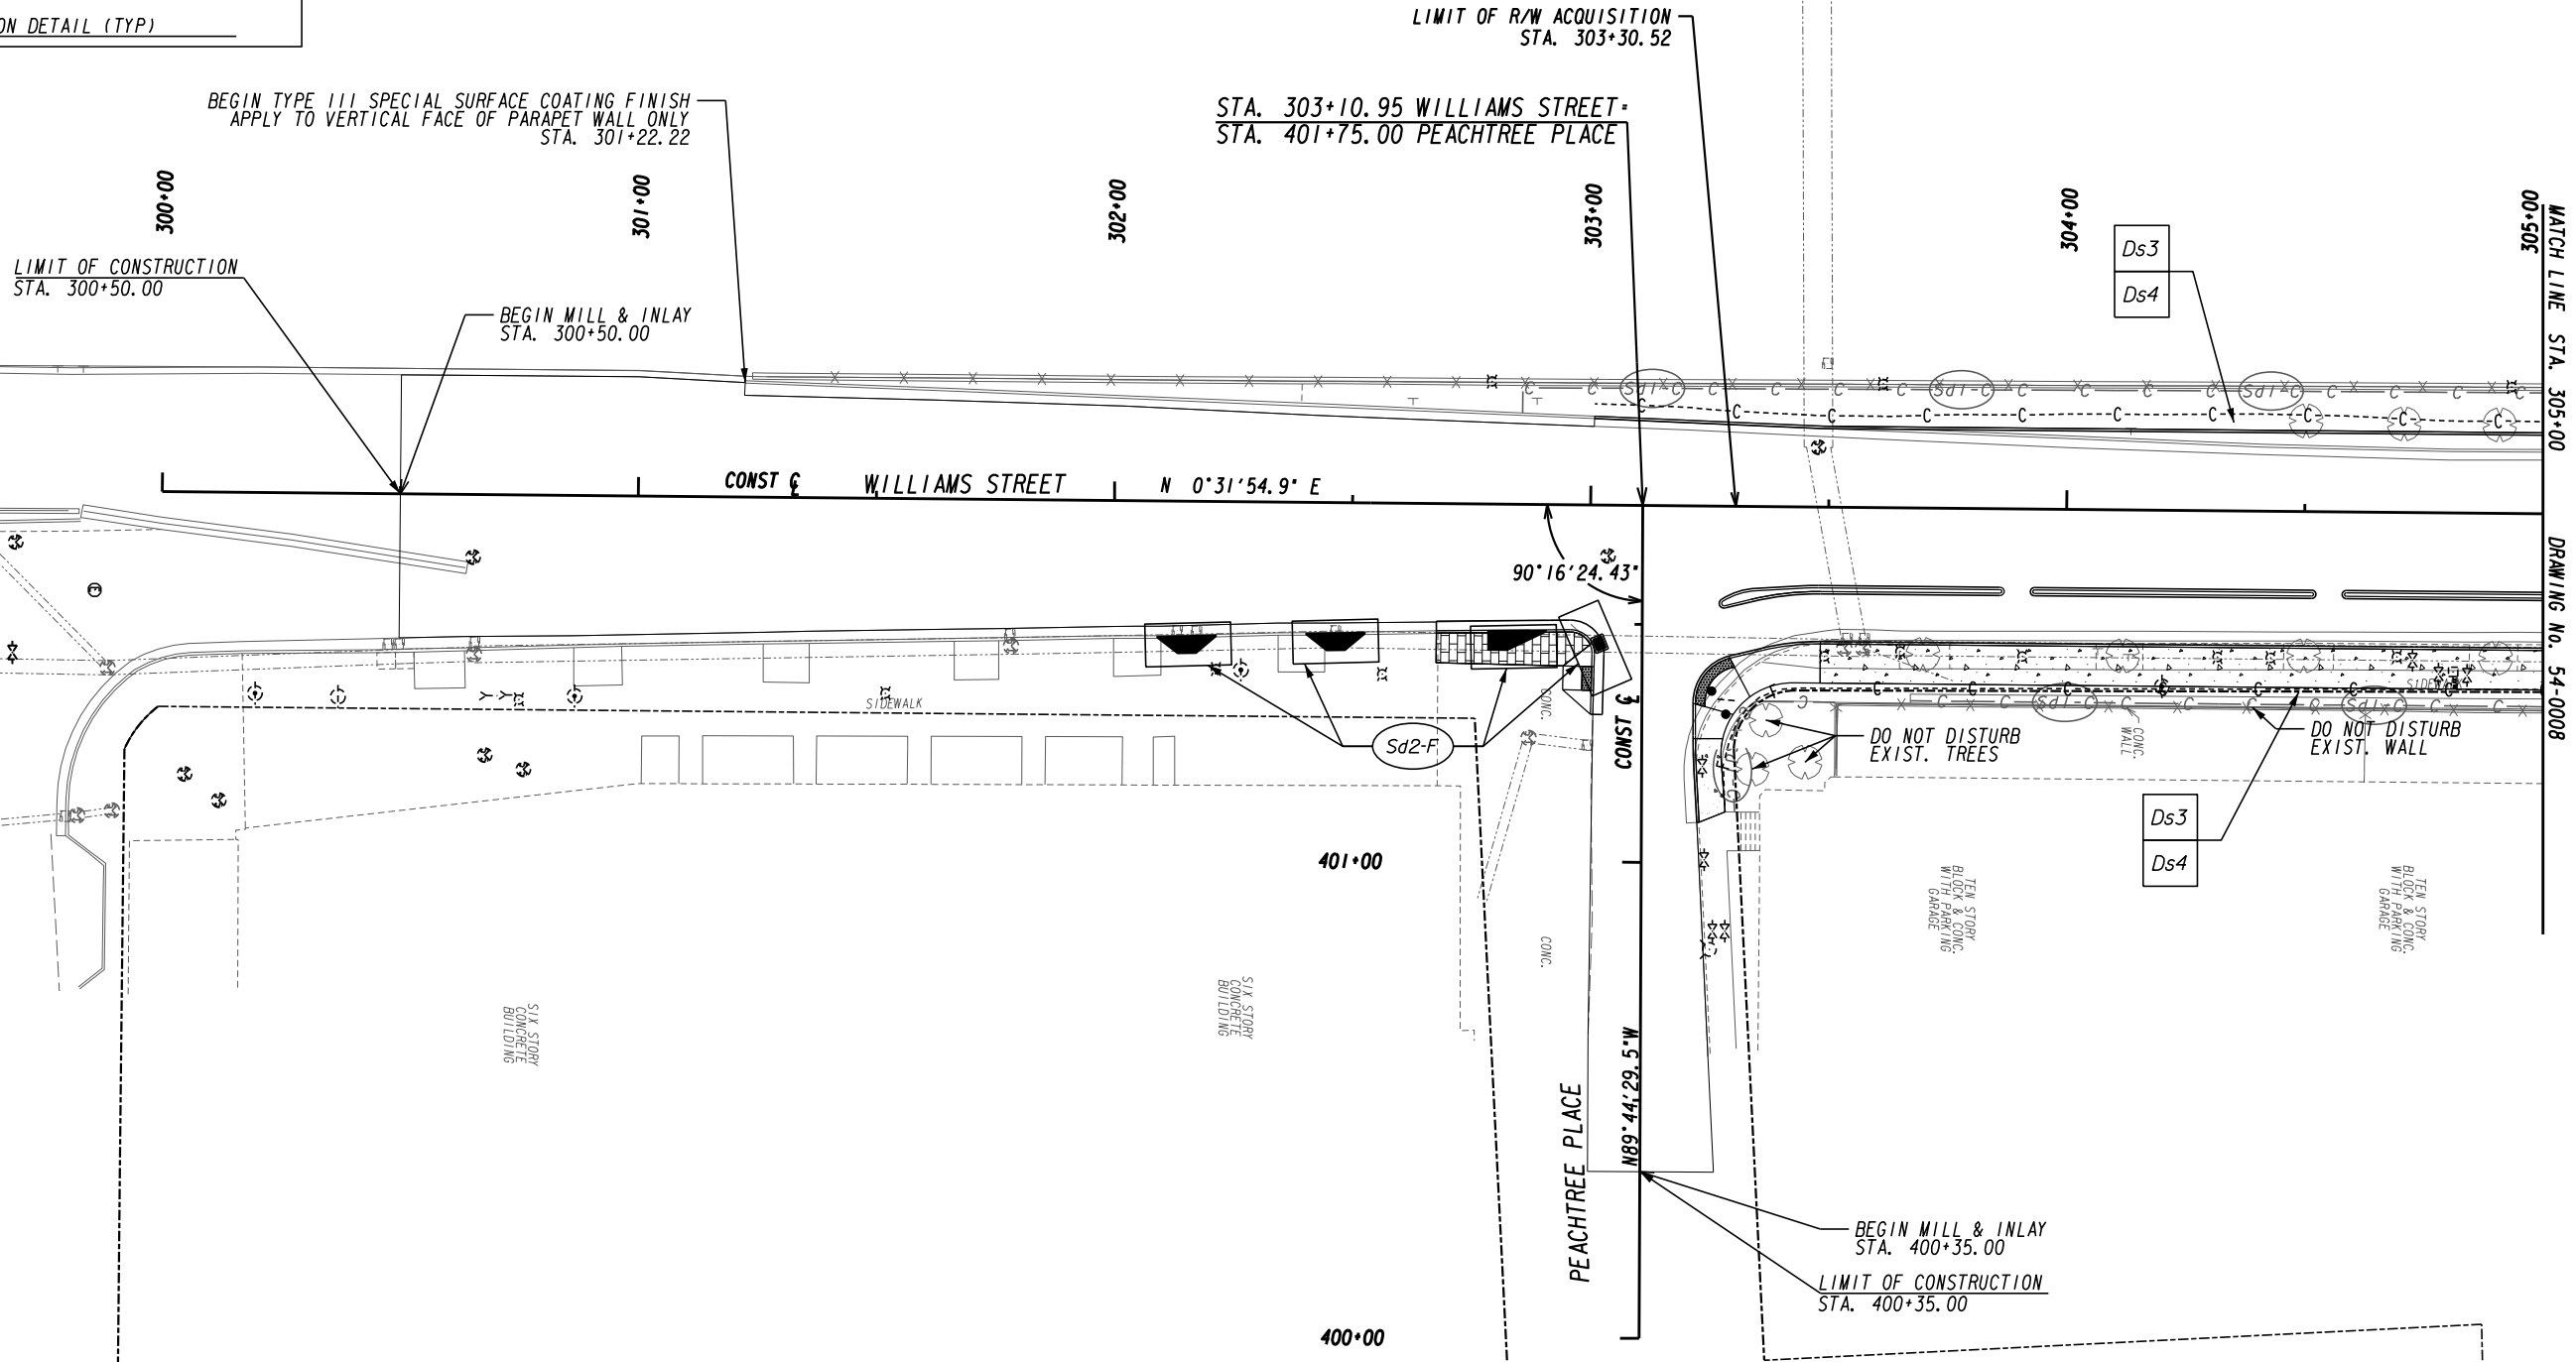 ON DETAIL (TYP)
LIMIT OF R/W ACQUISITION
STA. 303+30.52
BEGIN TYPE III SPECIAL SURFACE COATING FINISH
APPLY TO VERTICAL FACE OF PARAPET WALL ONLY
STA. 301+22.22
STA. 303+10.95 WILLIAMS STREET=
STA. 401+75.00 PEACHTREE PLACE
300+00
301+00
302+00
303+00
304+00
305+00
MATCH LINE STA. 305+00 DRAWING No. 54-0008
LIMIT OF CONSTRUCTION
STA. 300+50.00
BEGIN MILL & INLAY
STA. 300+50.00
Ds3
Ds4
Sd1-C
Sd1-C
Sd1-C
CONST ℄ WILLIAMS STREET N 0°31'54.9" E
90°16'24.43"
SIDEWALK
Sd2-F
CONC.
CONST ℄
DO NOT DISTURB
EXIST. TREES
Sd1-C
CONC.
WALL
Sd1-C
DO NOT DISTURB
EXIST. WALL
Ds3
Ds4
401+00
TEN STORY
BLOCK & CONC.
WITH PARKING
GARAGE
TEN STORY
BLOCK & CONC.
WITH PARKING
GARAGE
CONC.
SIX STORY
CONCRETE
BUILDING
SIX STORY
CONCRETE
BUILDING
PEACHTREE PLACE
N89°44'29.5"W
BEGIN MILL & INLAY
STA. 400+35.00
LIMIT OF CONSTRUCTION
STA. 400+35.00
400+00